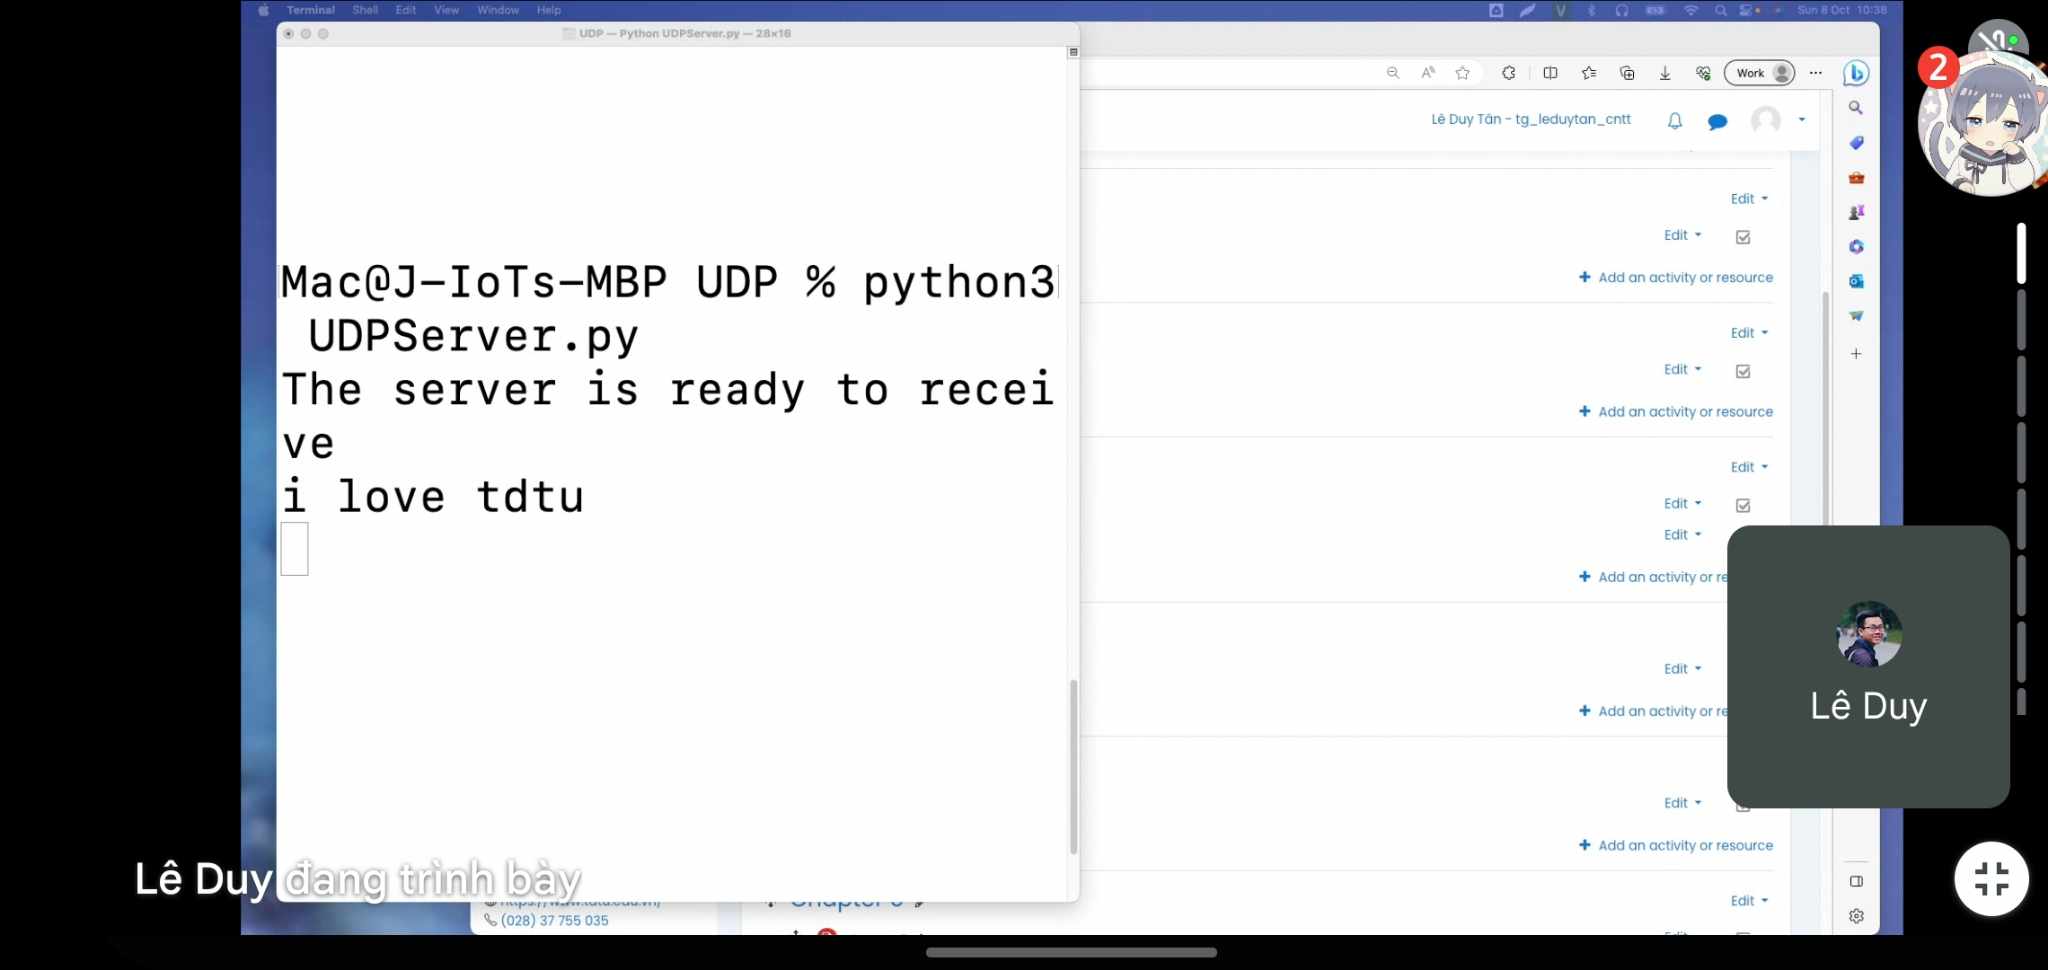 Terminal Shell Edit View Window Help
Sun 8 Oct 10:38
UDP — Python UDPServer.py — 28×16
2
Work
Lê Duy Tân - tg_leduytan_cntt
Mac@J-IoTs-MBP UDP % python3
UDPServer.py
The server is ready to recei
ve
i love tdtu
Edit
Edit
+ Add an activity or resource
Edit
Edit
+ Add an activity or resource
Edit
Edit
Edit
+ Add an activity or re
Edit
+ Add an activity or re
Edit
+ Add an activity or resource
Edit
Lê Duy
Lê Duy đang trình bày
(028) 37 755 035